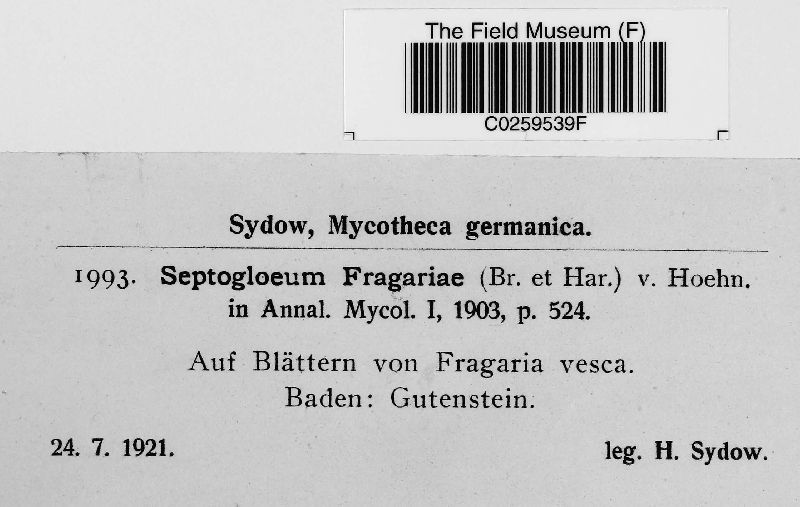 The Field Museum (F)
C0259539F
Sydow, Mycotheca germanica.
1993. Septogloeum Fragariae (Br. et Har.) v. Hoehn.
in Annal. Mycol. I, 1903, p. 524.
Auf Blättern von Fragaria vesca.
Baden: Gutenstein.
24. 7. 1921. leg. H. Sydow.